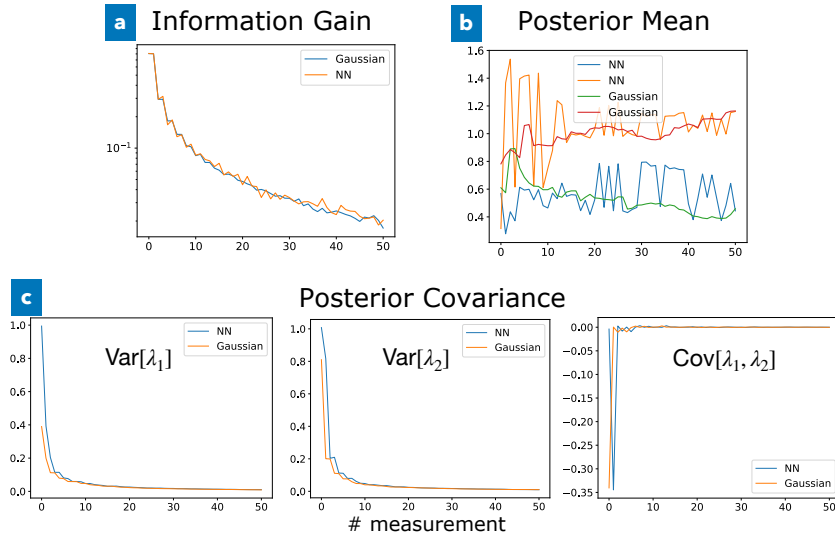 a Information Gain
Gaussian
NN
10⁻¹
0 10 20 30 40 50
b Posterior Mean
1.6
1.4
1.2
1.0
0.8
0.6
0.4
NN
NN
Gaussian
Gaussian
0 10 20 30 40 50
c Posterior Covariance
1.0
0.8
0.6
0.4
0.2
0.0
NN
Gaussian
Var[λ₁]
0 10 20 30 40 50
1.0
0.8
0.6
0.4
0.2
0.0
NN
Gaussian
Var[λ₂]
0 10 20 30 40 50
0.00
−0.05
−0.10
−0.15
−0.20
−0.25
−0.30
−0.35
Cov[λ₁, λ₂]
NN
Gaussian
0 10 20 30 40 50
# measurement